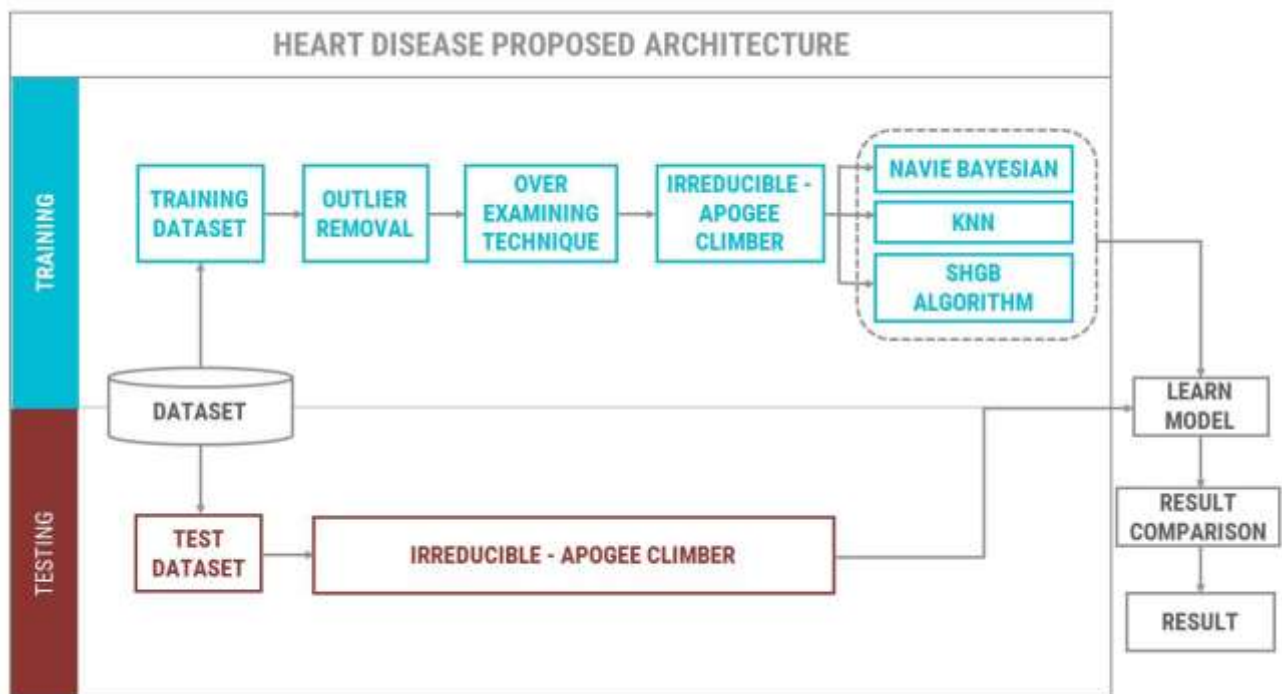 HEART DISEASE PROPOSED ARCHITECTURE
TRAINING
TRAINING
DATASET
OUTLIER
REMOVAL
OVER
EXAMINING
TECHNIQUE
IRREDUCIBLE -
APOGEE
CLIMBER
NAVIE BAYESIAN
KNN
SHGB
ALGORITHM
DATASET
LEARN
MODEL
TESTING
TEST
DATASET
IRREDUCIBLE - APOGEE CLIMBER
RESULT
COMPARISON
RESULT